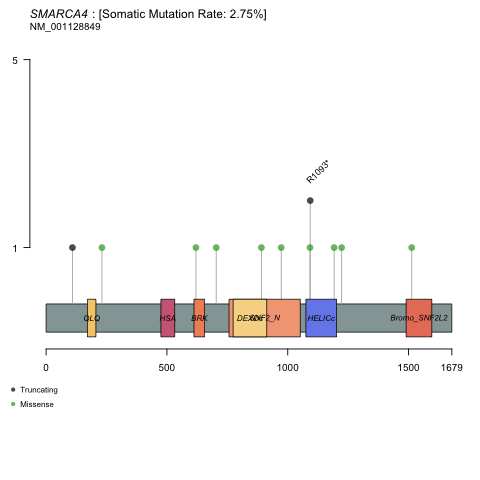 SMARCA4 : [Somatic Mutation Rate: 2.75%]
NM_001128849
5
R1093*
1
QLQ
HSA
BRK
DEXDc
SNF2_N
HELICc
Bromo_SNF2L2
0
500
1000
1500
1679
Truncating
Missense